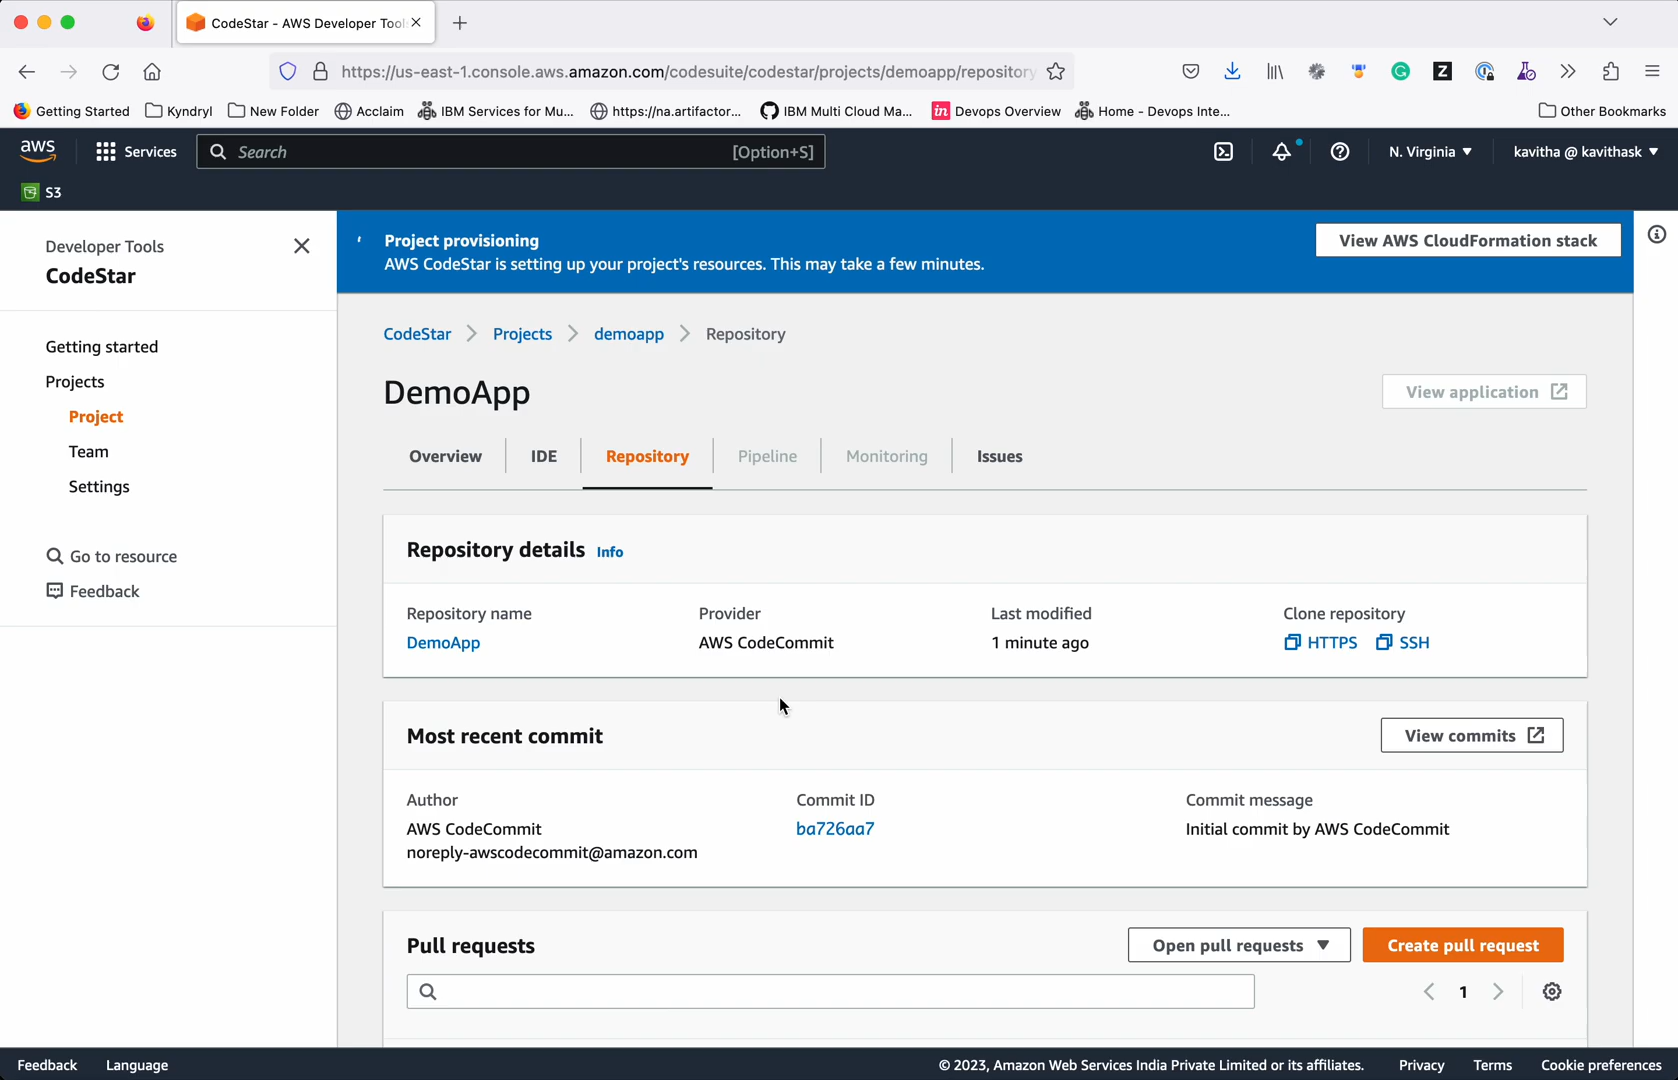 CodeStar - AWS Developer Tool
https://us-east-1.console.aws.amazon.com/codesuite/codestar/projects/demoapp/repository
Getting Started Kyndryl New Folder Acclaim IBM Services for Mu... https://na.artifactor... IBM Multi Cloud Ma... in Devops Overview Home - Devops Inte... Other Bookmarks
aws Services Search [Option+S] N. Virginia kavitha @ kavithask
S3
Developer Tools
CodeStar
Getting started
Projects
Project
Team
Settings
Go to resource
Feedback
Project provisioning
AWS CodeStar is setting up your project's resources. This may take a few minutes.
View AWS CloudFormation stack
CodeStar Projects demoapp Repository
DemoApp
View application
Overview IDE Repository Pipeline Monitoring Issues
Repository details Info
Repository name Provider Last modified Clone repository
DemoApp AWS CodeCommit 1 minute ago HTTPS SSH
Most recent commit
View commits
Author Commit ID Commit message
AWS CodeCommit ba726aa7 Initial commit by AWS CodeCommit
noreply-awscodecommit@amazon.com
Pull requests
Open pull requests Create pull request
1
Feedback Language © 2023, Amazon Web Services India Private Limited or its affiliates. Privacy Terms Cookie preferences